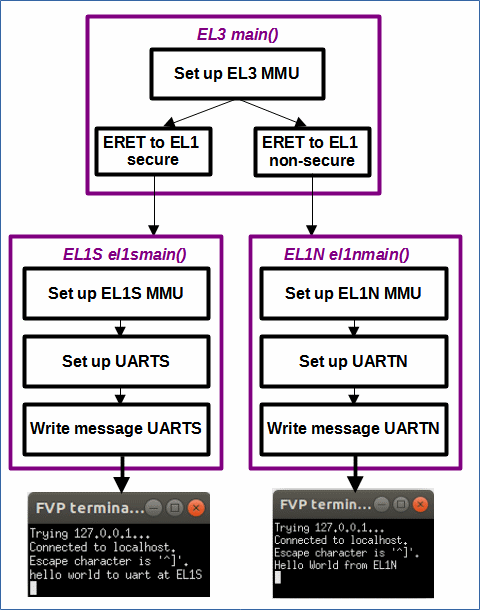 EL3 main()
Set up EL3 MMU
ERET to EL1
secure
ERET to EL1
non-secure
EL1S el1smain()
Set up EL1S MMU
Set up UARTS
Write message UARTS
EL1N el1nmain()
Set up EL1N MMU
Set up UARTN
Write message UARTN
FVP termina...
Trying 127.0.0.1...
Connected to localhost.
Escape character is '^]'.
hello world to uart at EL1S
FVP termina...
Trying 127.0.0.1...
Connected to localhost.
Escape character is '^]'.
Hello World from EL1N